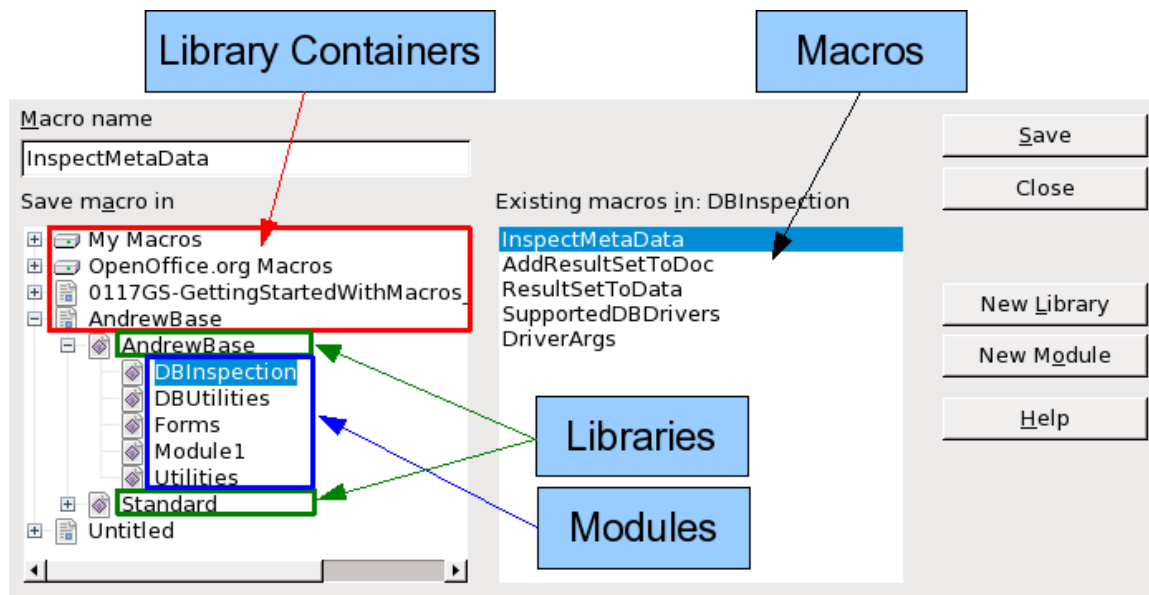 Library Containers
Macros
Macro name
InspectMetaData
Save
Close
Save macro in
Existing macros in: DBInspection
My Macros
OpenOffice.org Macros
0117GS-GettingStartedWithMacros_
AndrewBase
AndrewBase
DBInspection
DBUtilities
Forms
Module1
Utilities
Standard
Untitled
InspectMetaData
AddResultSetToDoc
ResultSetToData
SupportedDBDrivers
DriverArgs
New Library
New Module
Help
Libraries
Modules